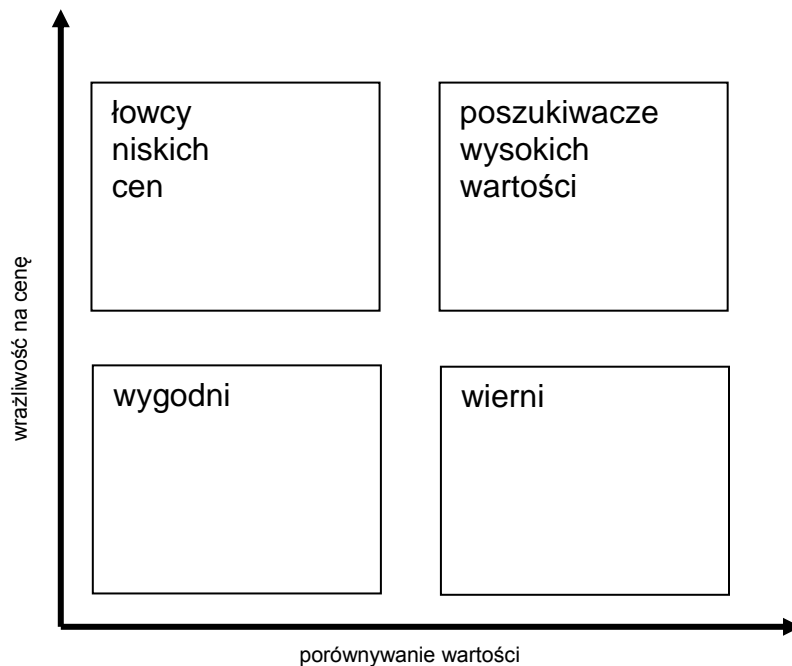 łowcy
niskich
cen
poszukiwacze
wysokich
wartości
wrażliwość na cenę
wygodni
wierni
porównywanie wartości